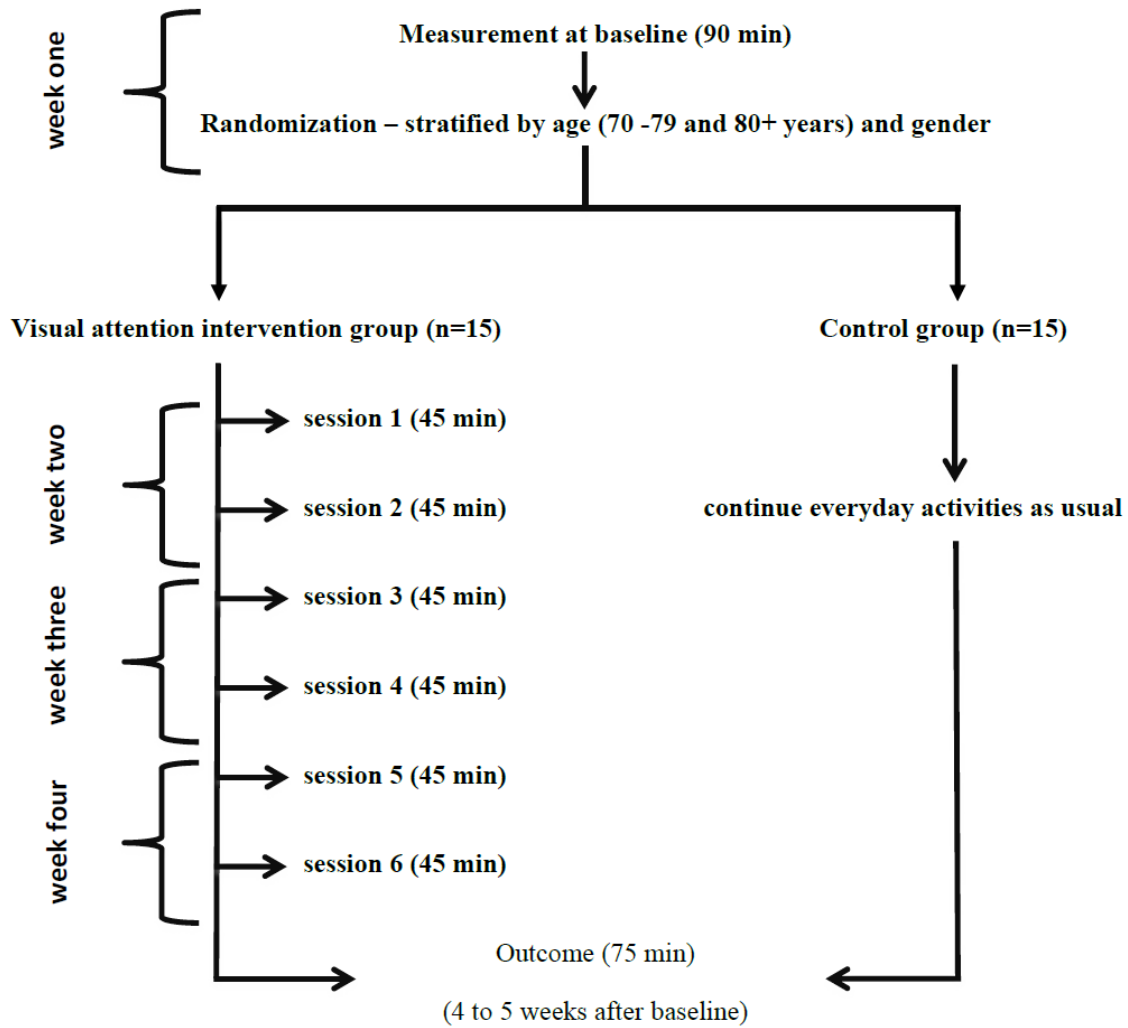 week one
Measurement at baseline (90 min)
Randomization – stratified by age (70 -79 and 80+ years) and gender
Visual attention intervention group (n=15)
Control group (n=15)
week two
session 1 (45 min)
session 2 (45 min)
continue everyday activities as usual
week three
session 3 (45 min)
session 4 (45 min)
week four
session 5 (45 min)
session 6 (45 min)
Outcome (75 min)
(4 to 5 weeks after baseline)